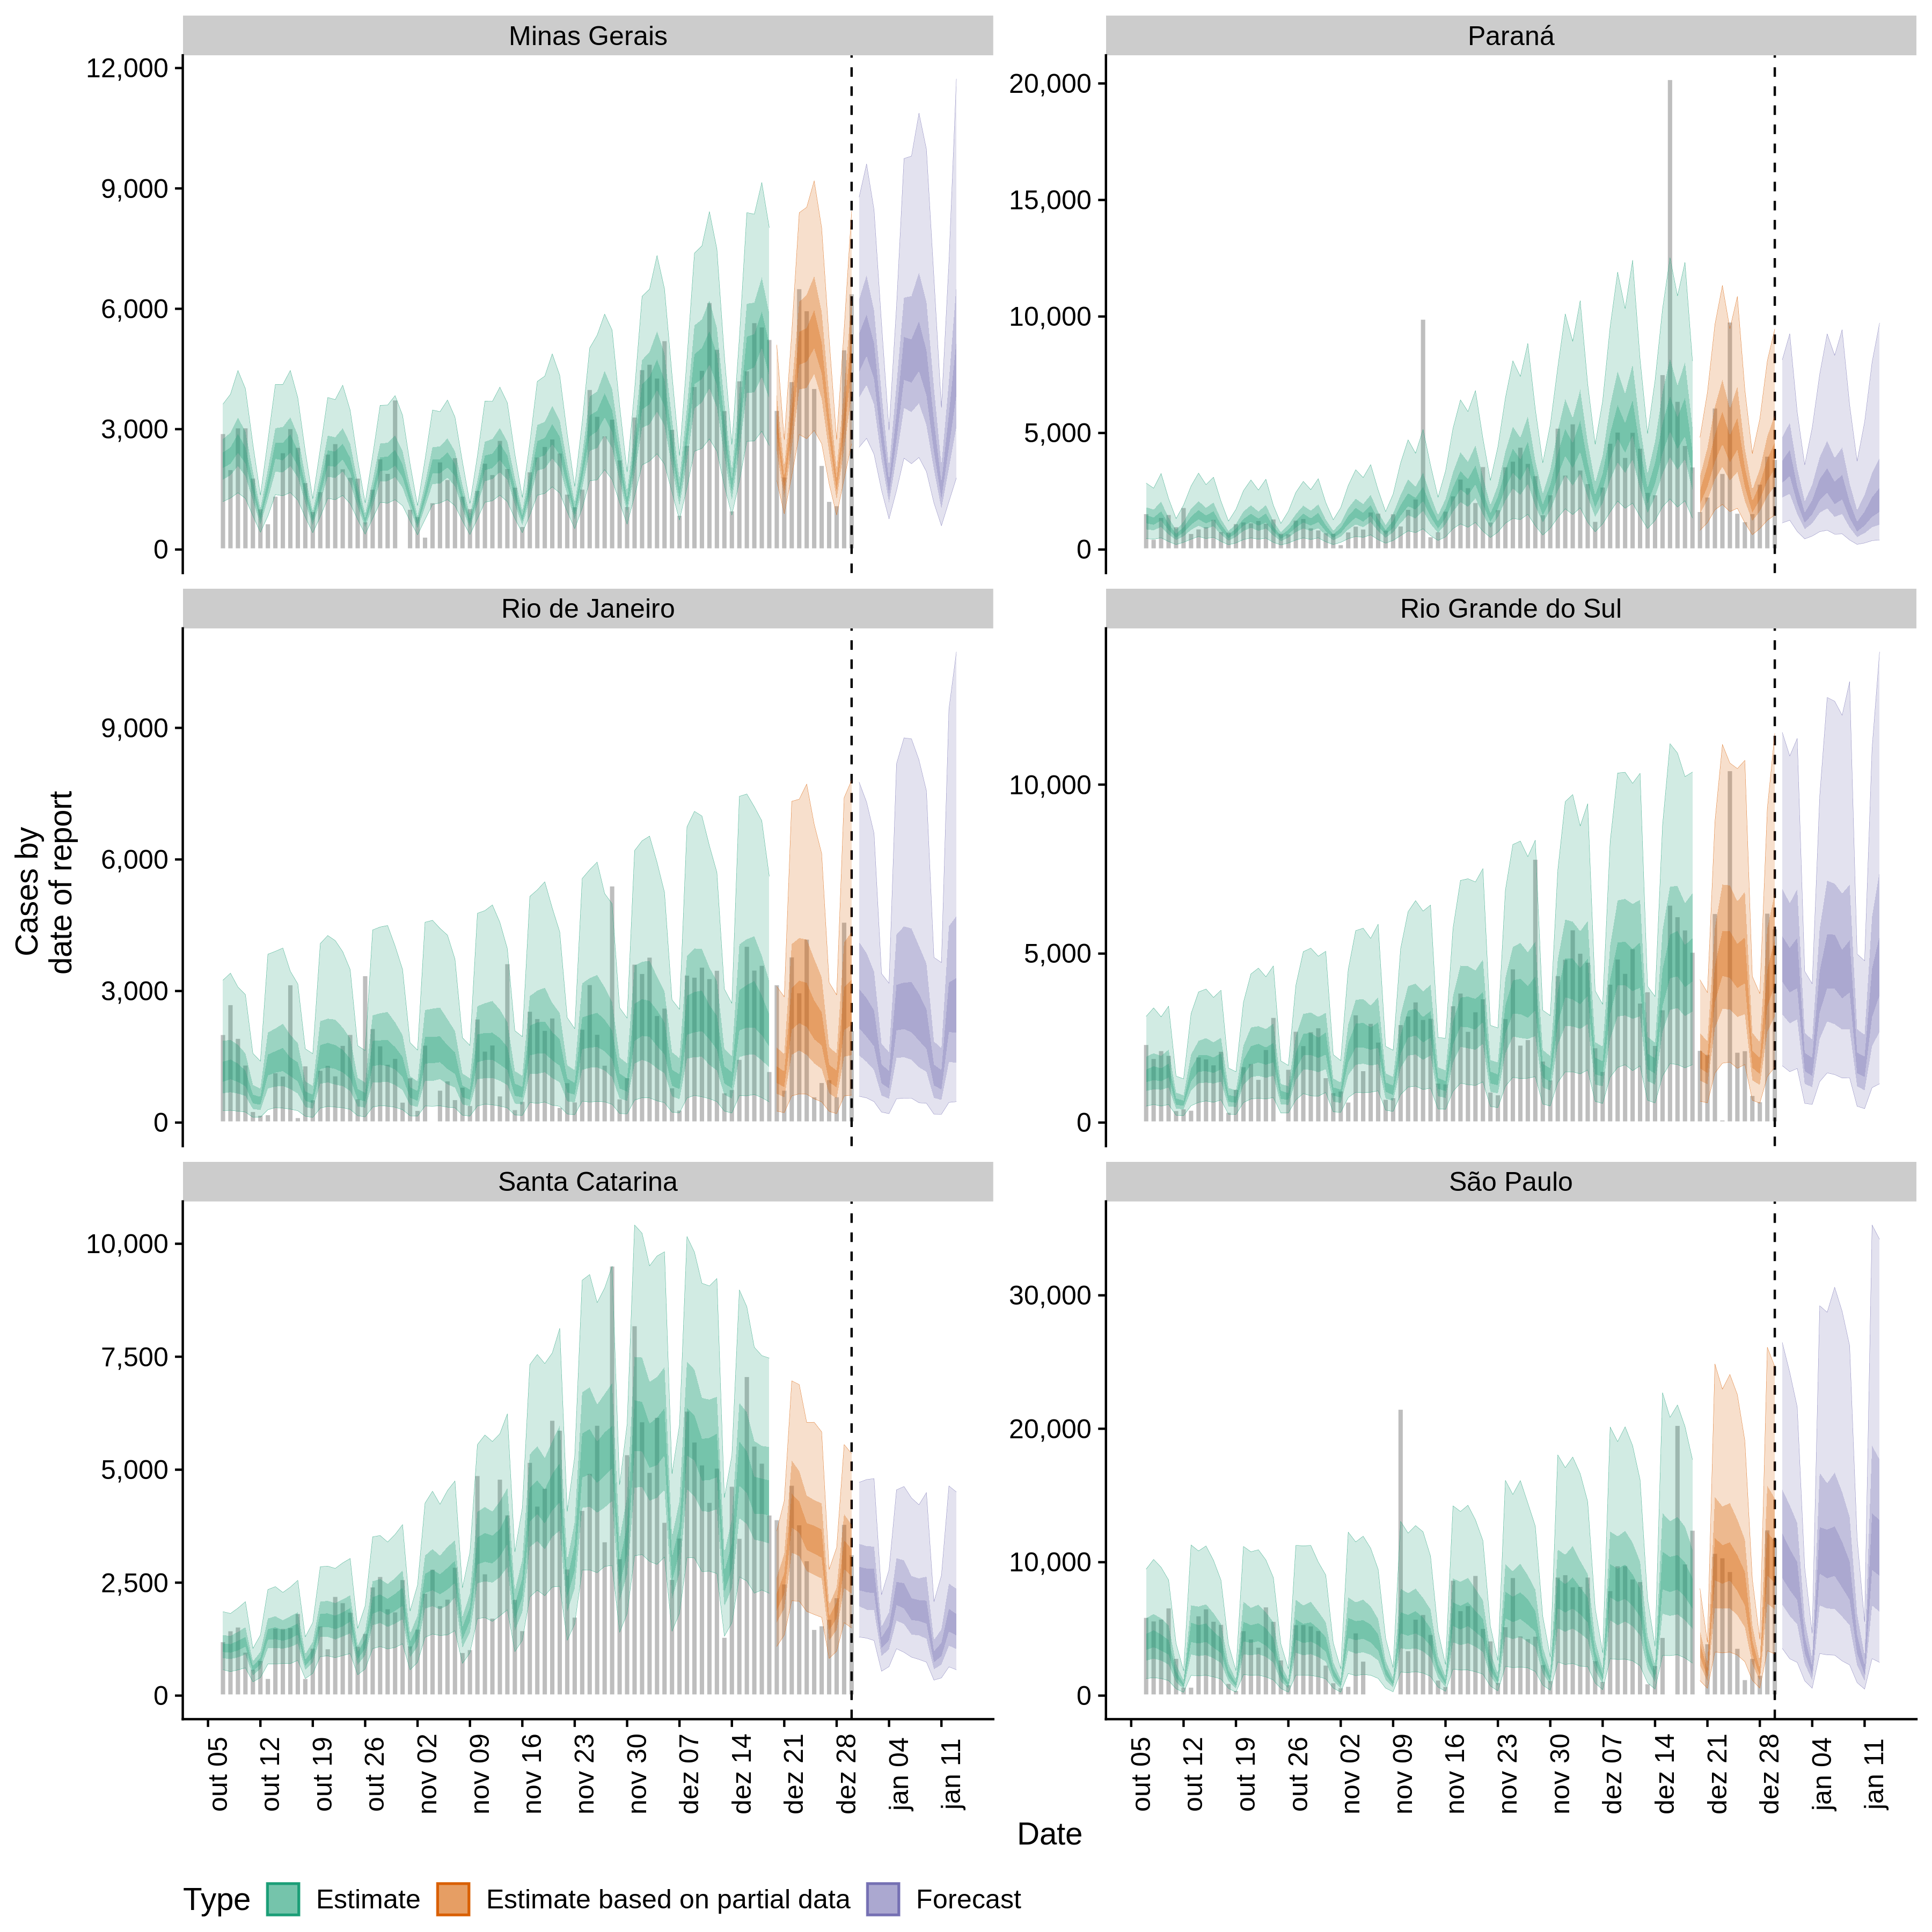 Minas Gerais
12,000
9,000
6,000
3,000
0
Paraná
20,000
15,000
10,000
5,000
0
Rio de Janeiro
9,000
6,000
3,000
0
Rio Grande do Sul
10,000
5,000
0
Santa Catarina
10,000
7,500
5,000
2,500
0
São Paulo
30,000
20,000
10,000
0
Cases by
date of report
out 05
out 12
out 19
out 26
nov 02
nov 09
nov 16
nov 23
nov 30
dez 07
dez 14
dez 21
dez 28
jan 04
jan 11
out 05
out 12
out 19
out 26
nov 02
nov 09
nov 16
nov 23
nov 30
dez 07
dez 14
dez 21
dez 28
jan 04
jan 11
Date
Type Estimate Estimate based on partial data Forecast